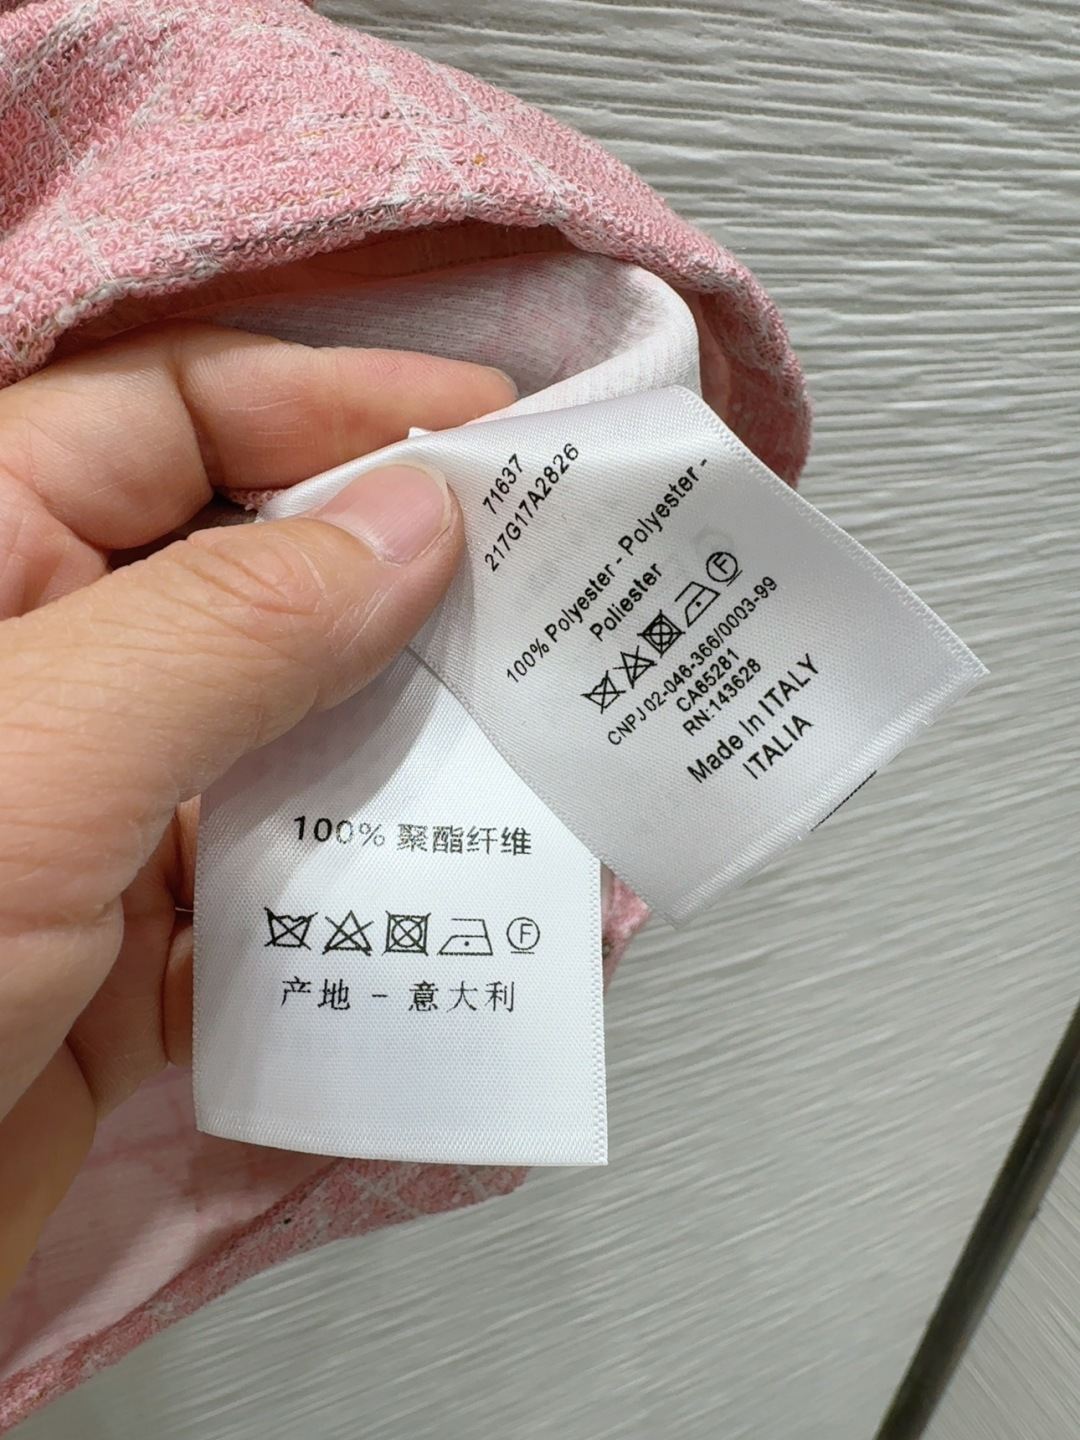 71637
217G17A2826
100% Polyester - Polyester -
Poliester
F
CNPJ 02-046-366/0003-99
CA65281
RN:143628
Made In ITALY
ITALIA
100% 聚酯纤维
F
产地 - 意大利